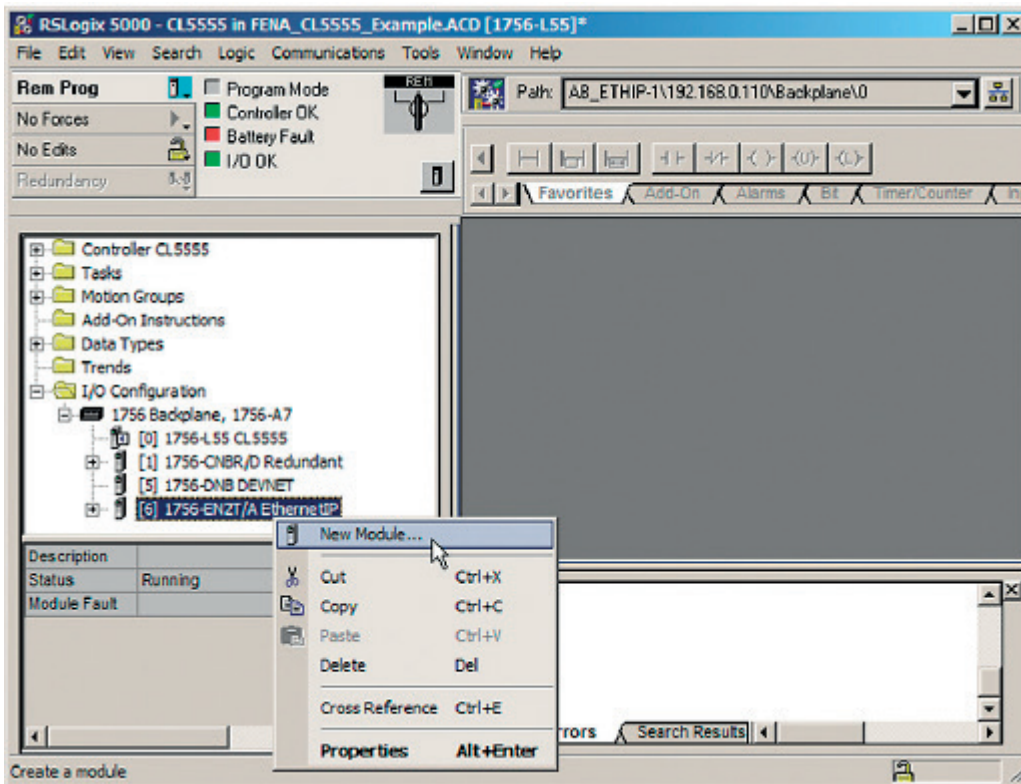 RSLogix 5000 - CL5555 in FENA_CL5555_Example.ACD [1756-L55]*
File Edit View Search Logic Communications Tools Window Help
Rem Prog
No Forces
No Edits
Redundancy
Program Mode
Controller OK
Battery Fault
I/O OK
REM
Path: AB_ETHIP-1\192.168.0.110\Backplane\0
Favorites Add-On Alarms Bit Timer/Counter
Controller CL5555
Tasks
Motion Groups
Add-On Instructions
Data Types
Trends
I/O Configuration
1756 Backplane, 1756-A7
[0] 1756-L55 CL5555
[1] 1756-CNBR/D Redundant
[5] 1756-DNB DEVNET
[6] 1756-EN2T/A EthernetIP
Description
Status Running
Module Fault
New Module...
Cut Ctrl+X
Copy Ctrl+C
Paste Ctrl+V
Delete Del
Cross Reference Ctrl+E
Properties Alt+Enter
rrors Search Results
Create a module